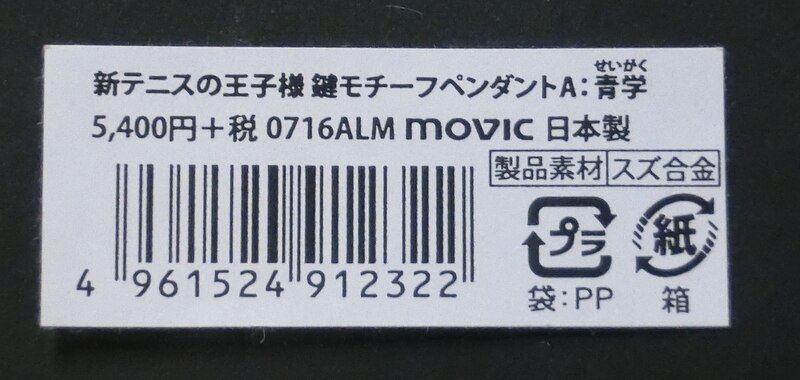 せいがく
新テニスの王子様 鍵モチーフペンダントA：青学
5,400円＋税 0716ALM movic 日本製
製品素材 スズ合金
4 961524 912322
プラ 紙
袋：PP 箱